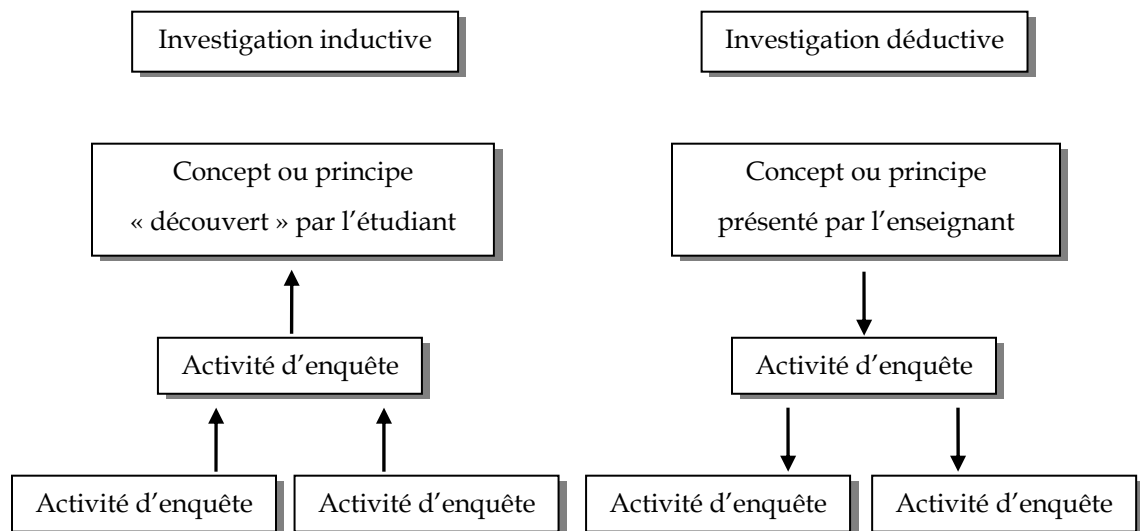 Investigation inductive
Investigation déductive
Concept ou principe
« découvert » par l’étudiant
Concept ou principe
présenté par l’enseignant
Activité d’enquête
Activité d’enquête
Activité d’enquête
Activité d’enquête
Activité d’enquête
Activité d’enquête